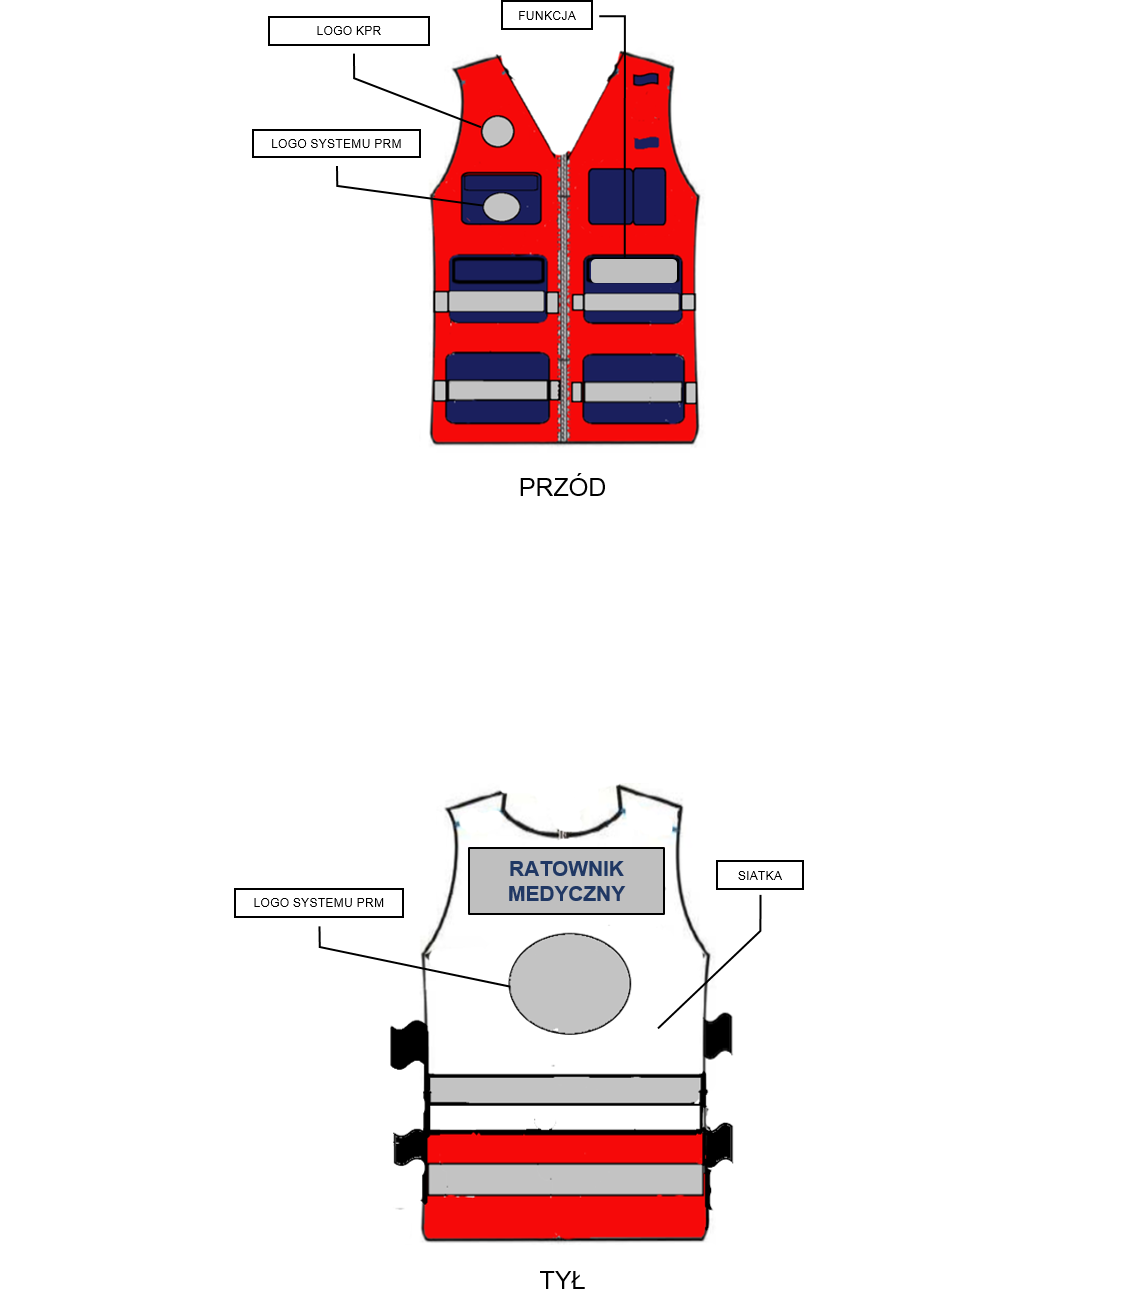 FUNKCJA
LOGO KPR
LOGO SYSTEMU PRM
PRZÓD
RATOWNIK
MEDYCZNY
SIATKA
LOGO SYSTEMU PRM
TYŁ